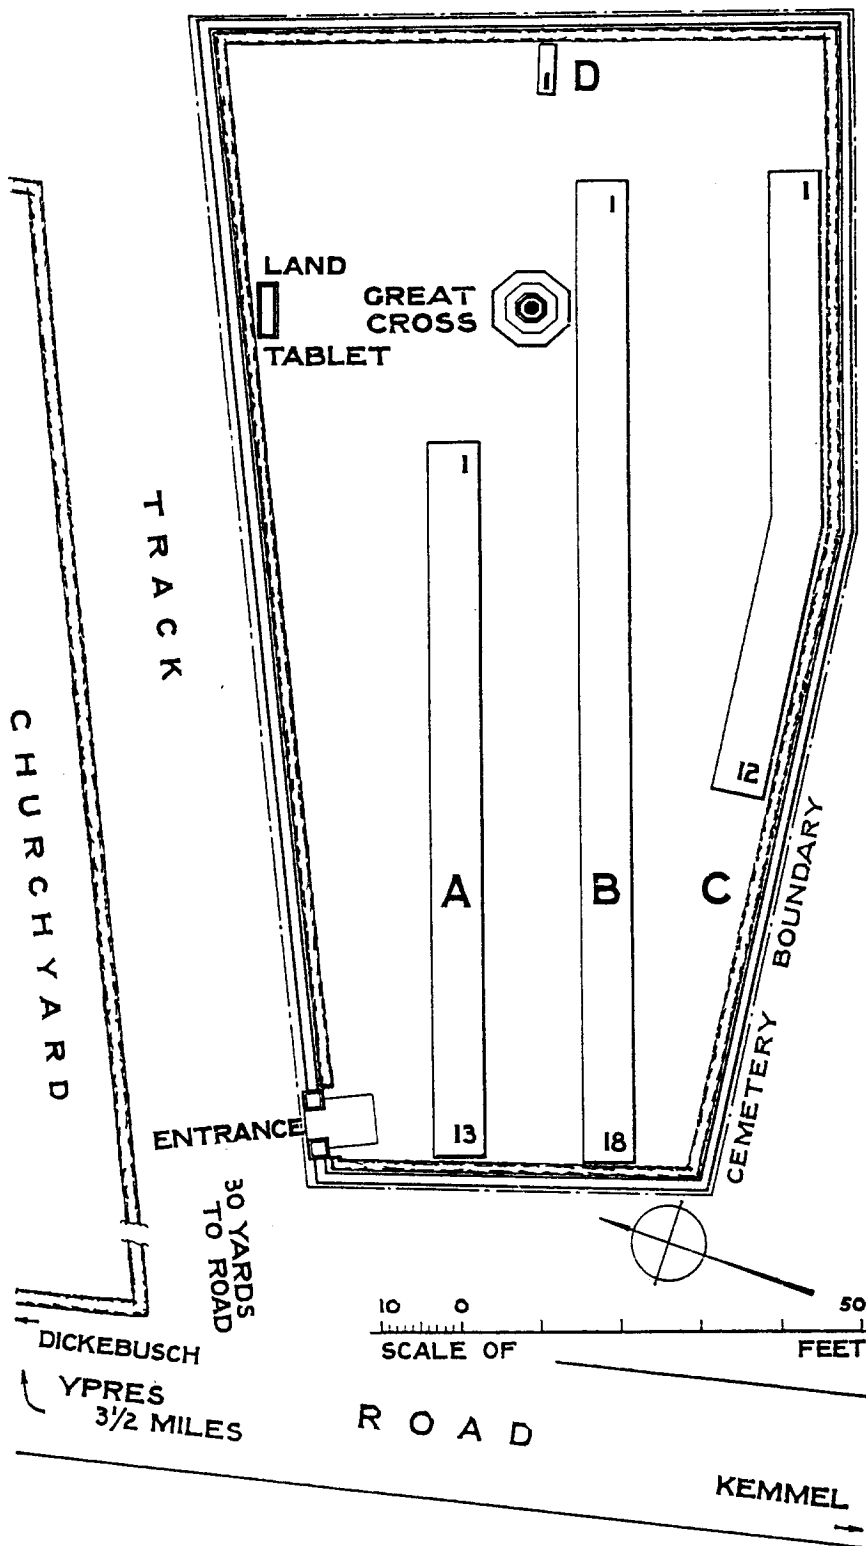 1 D
1
1
LAND
TABLET
GREAT
CROSS
1
TRACK
CHURCHYARD
12
A
B
C
CEMETERY BOUNDARY
13
18
ENTRANCE
30 YARDS
TO ROAD
10 0 50
SCALE OF FEET
DICKEBUSCH
YPRES
3½ MILES
ROAD
KEMMEL